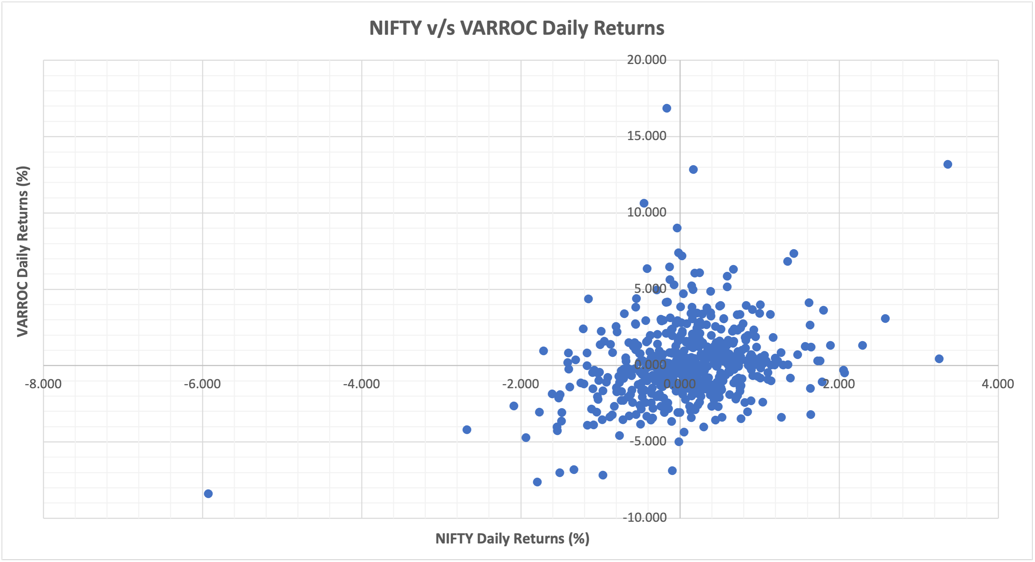 NIFTY v/s VARROC Daily Returns
20.000
15.000
10.000
5.000
0.000
-8.000 -6.000 -4.000 -2.000 0.000 2.000 4.000
-5.000
-10.000
VARROC Daily Returns (%)
NIFTY Daily Returns (%)